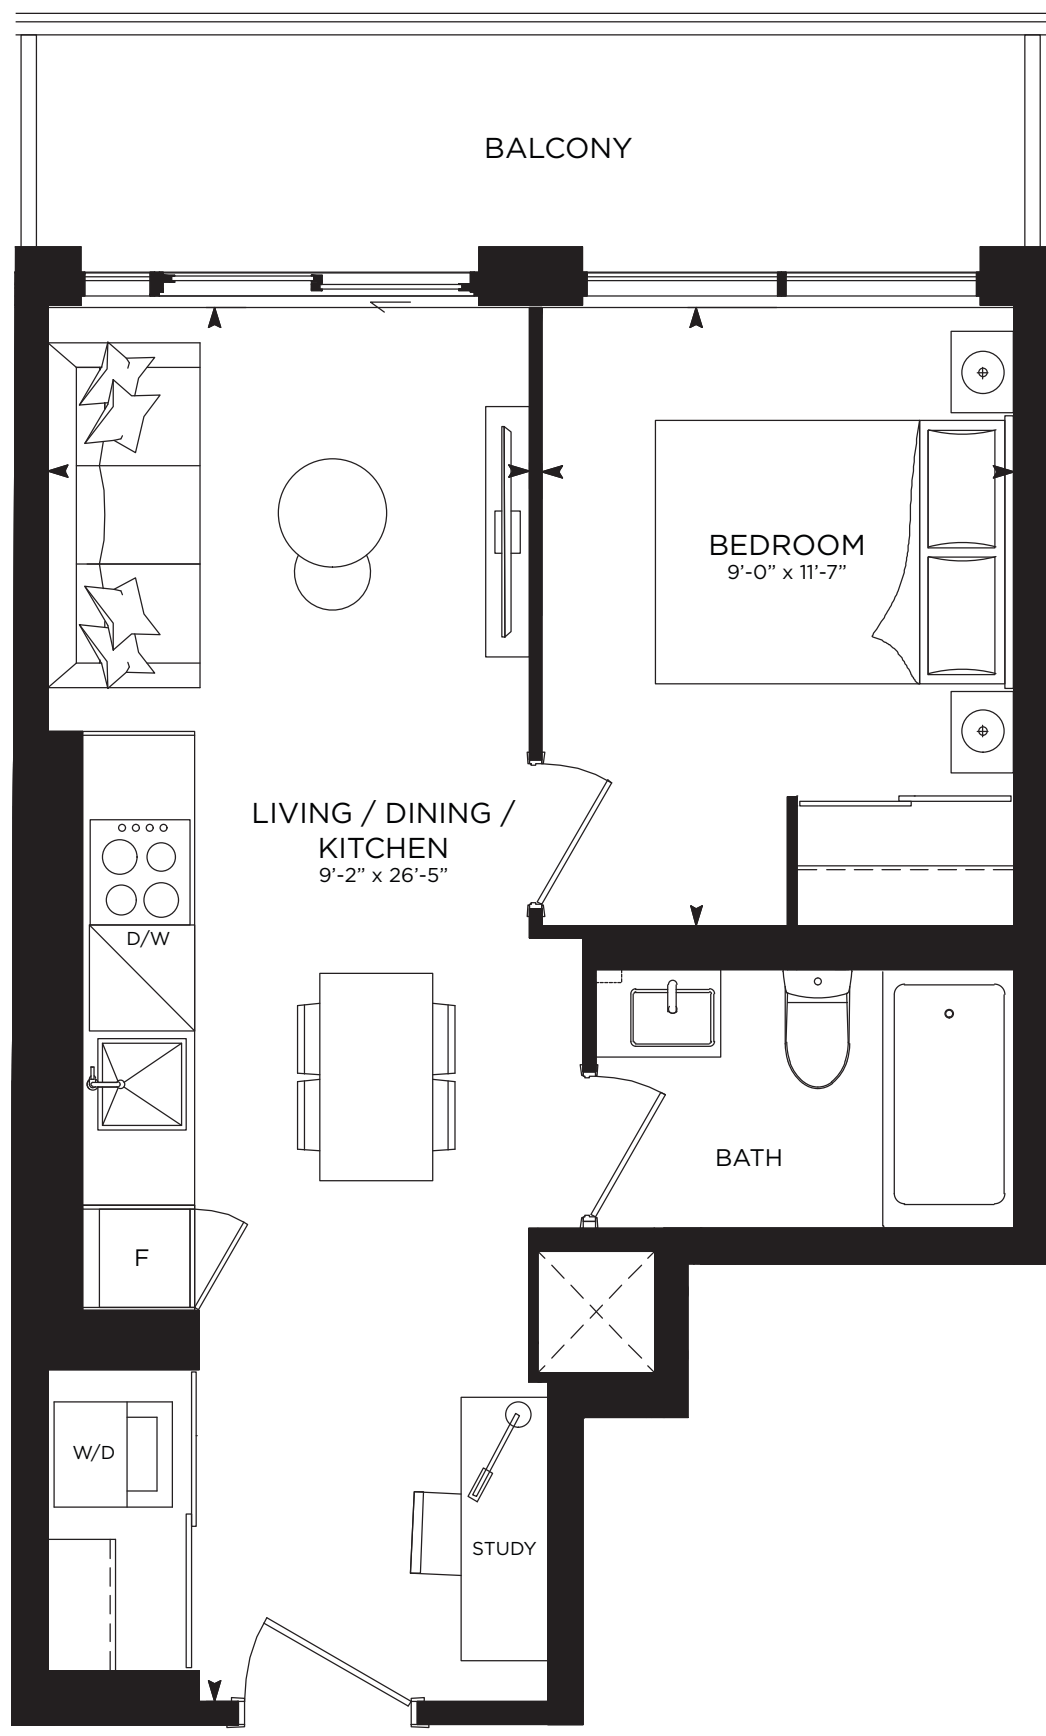 BALCONY
BEDROOM
9’-0” x 11’-7”
LIVING / DINING /
KITCHEN
9’-2” x 26’-5”
D/W
BATH
F
W/D
STUDY